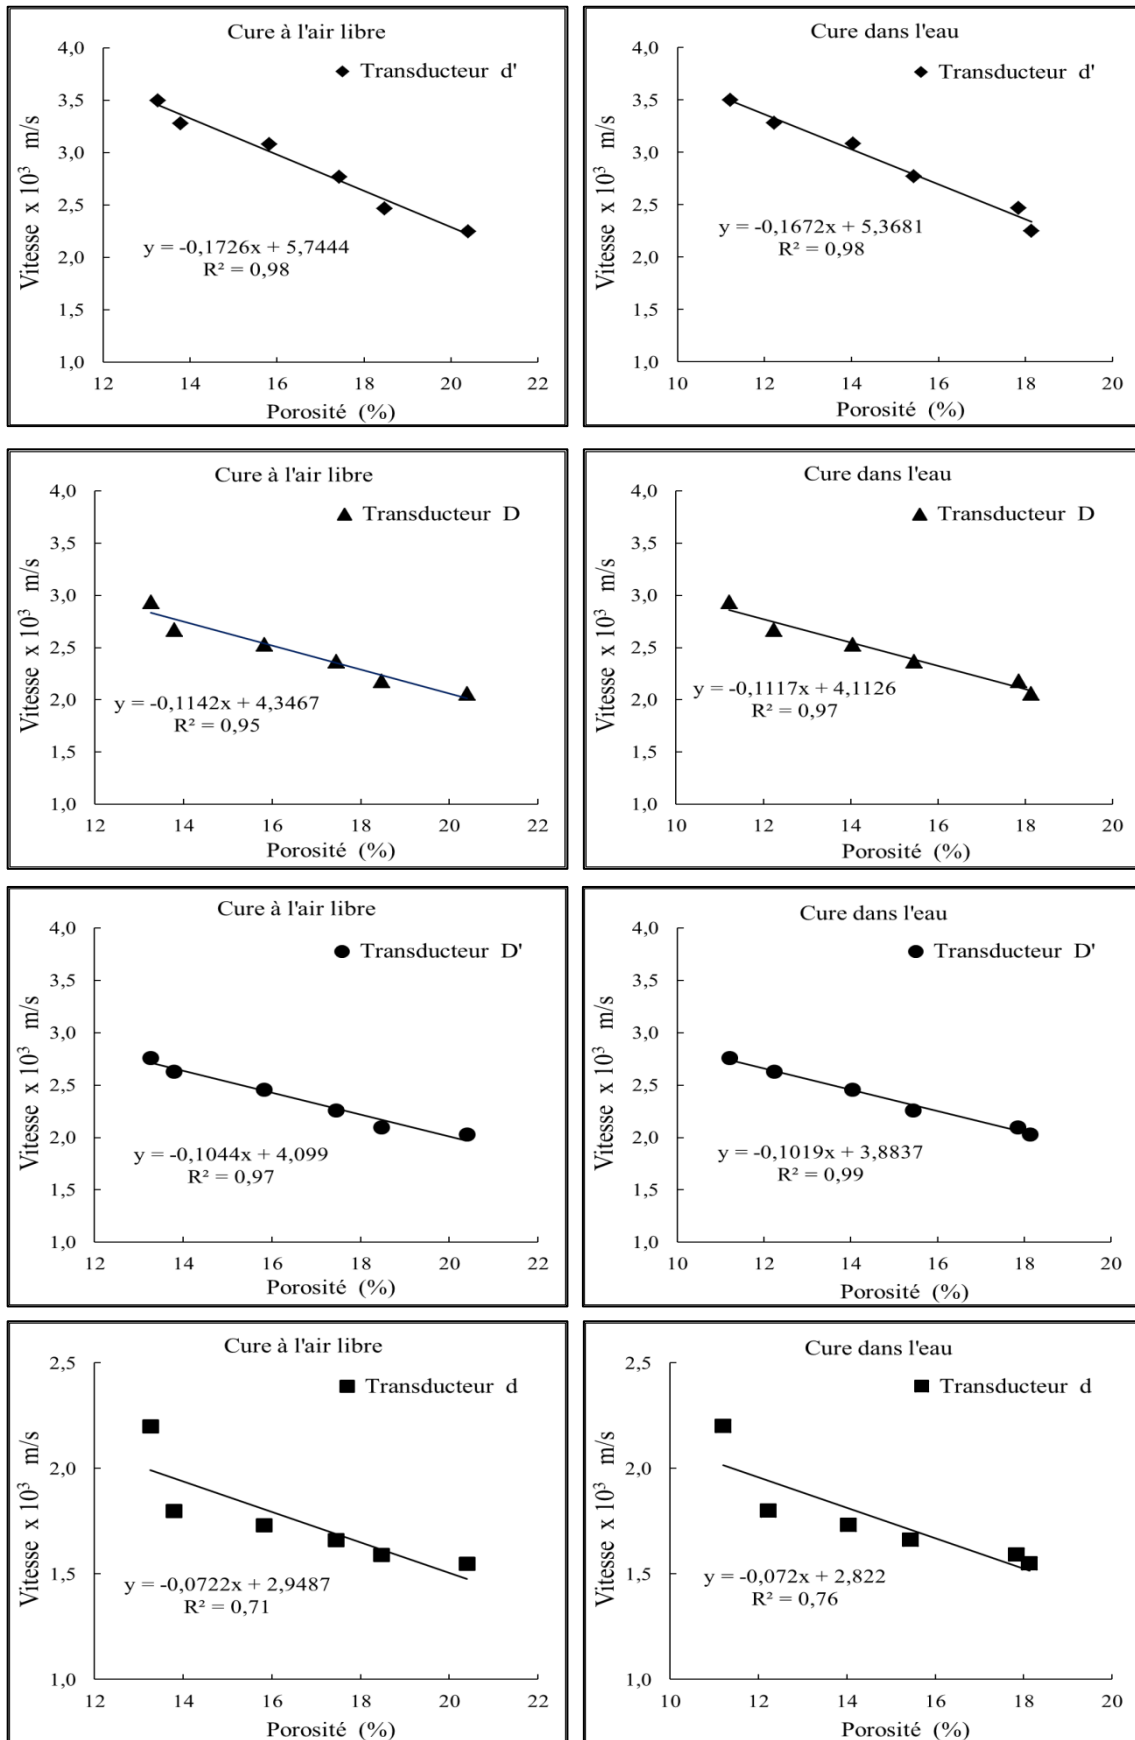 Cure à l'air libre
Transducteur d'
Vitesse x 10³ m/s
4,0
3,5
3,0
2,5
2,0
1,5
1,0
y = -0,1726x + 5,7444
R² = 0,98
12 14 16 18 20 22
Porosité (%)
Cure dans l'eau
Transducteur d'
Vitesse x 10³ m/s
4,0
3,5
3,0
2,5
2,0
1,5
1,0
y = -0,1672x + 5,3681
R² = 0,98
10 12 14 16 18 20
Porosité (%)
Cure à l'air libre
Transducteur D
Vitesse x 10³ m/s
4,0
3,5
3,0
2,5
2,0
1,5
1,0
y = -0,1142x + 4,3467
R² = 0,95
12 14 16 18 20 22
Porosité (%)
Cure dans l'eau
Transducteur D
Vitesse x 10³ m/s
4,0
3,5
3,0
2,5
2,0
1,5
1,0
y = -0,1117x + 4,1126
R² = 0,97
10 12 14 16 18 20
Porosité (%)
Cure à l'air libre
Transducteur D'
Vitesse x 10³ m/s
4,0
3,5
3,0
2,5
2,0
1,5
1,0
y = -0,1044x + 4,099
R² = 0,97
12 14 16 18 20 22
Porosité (%)
Cure dans l'eau
Transducteur D'
Vitesse x 10³ m/s
4,0
3,5
3,0
2,5
2,0
1,5
1,0
y = -0,1019x + 3,8837
R² = 0,99
10 12 14 16 18 20
Porosité (%)
Cure à l'air libre
Transducteur d
Vitesse x 10³ m/s
2,5
2,0
1,5
1,0
y = -0,0722x + 2,9487
R² = 0,71
12 14 16 18 20 22
Porosité (%)
Cure dans l'eau
Transducteur d
Vitesse x 10³ m/s
2,5
2,0
1,5
1,0
y = -0,072x + 2,822
R² = 0,76
10 12 14 16 18 20
Porosité (%)